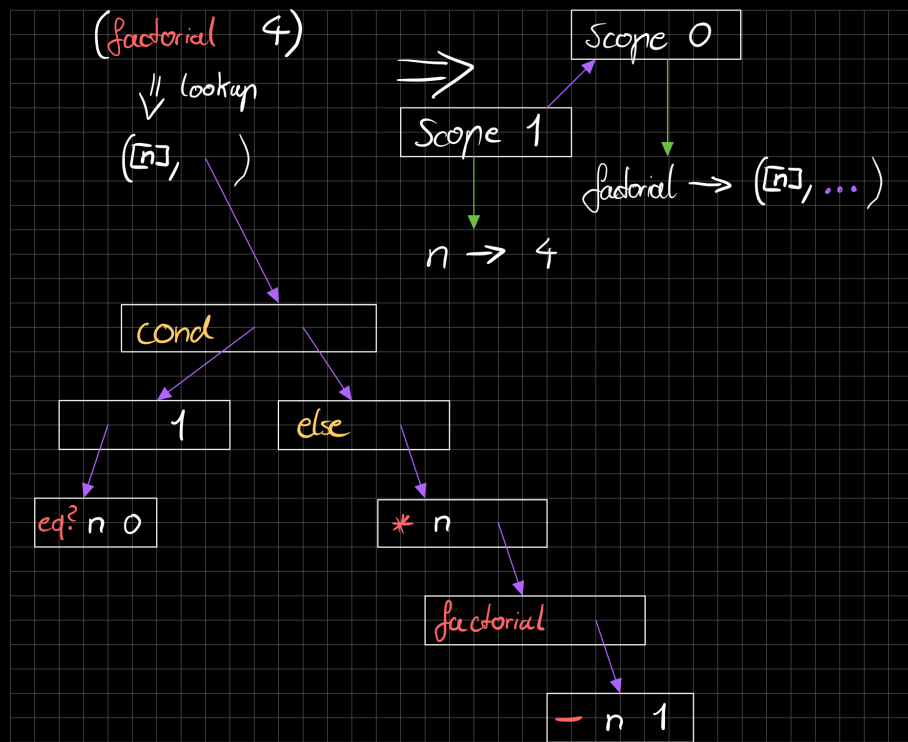 (factorial 4)
Scope 0
⇓ lookup
⇒
Scope 1
([n], )
factorial → ([n], ...)
n → 4
cond
1
else
eq? n 0
* n
factorial
- n 1